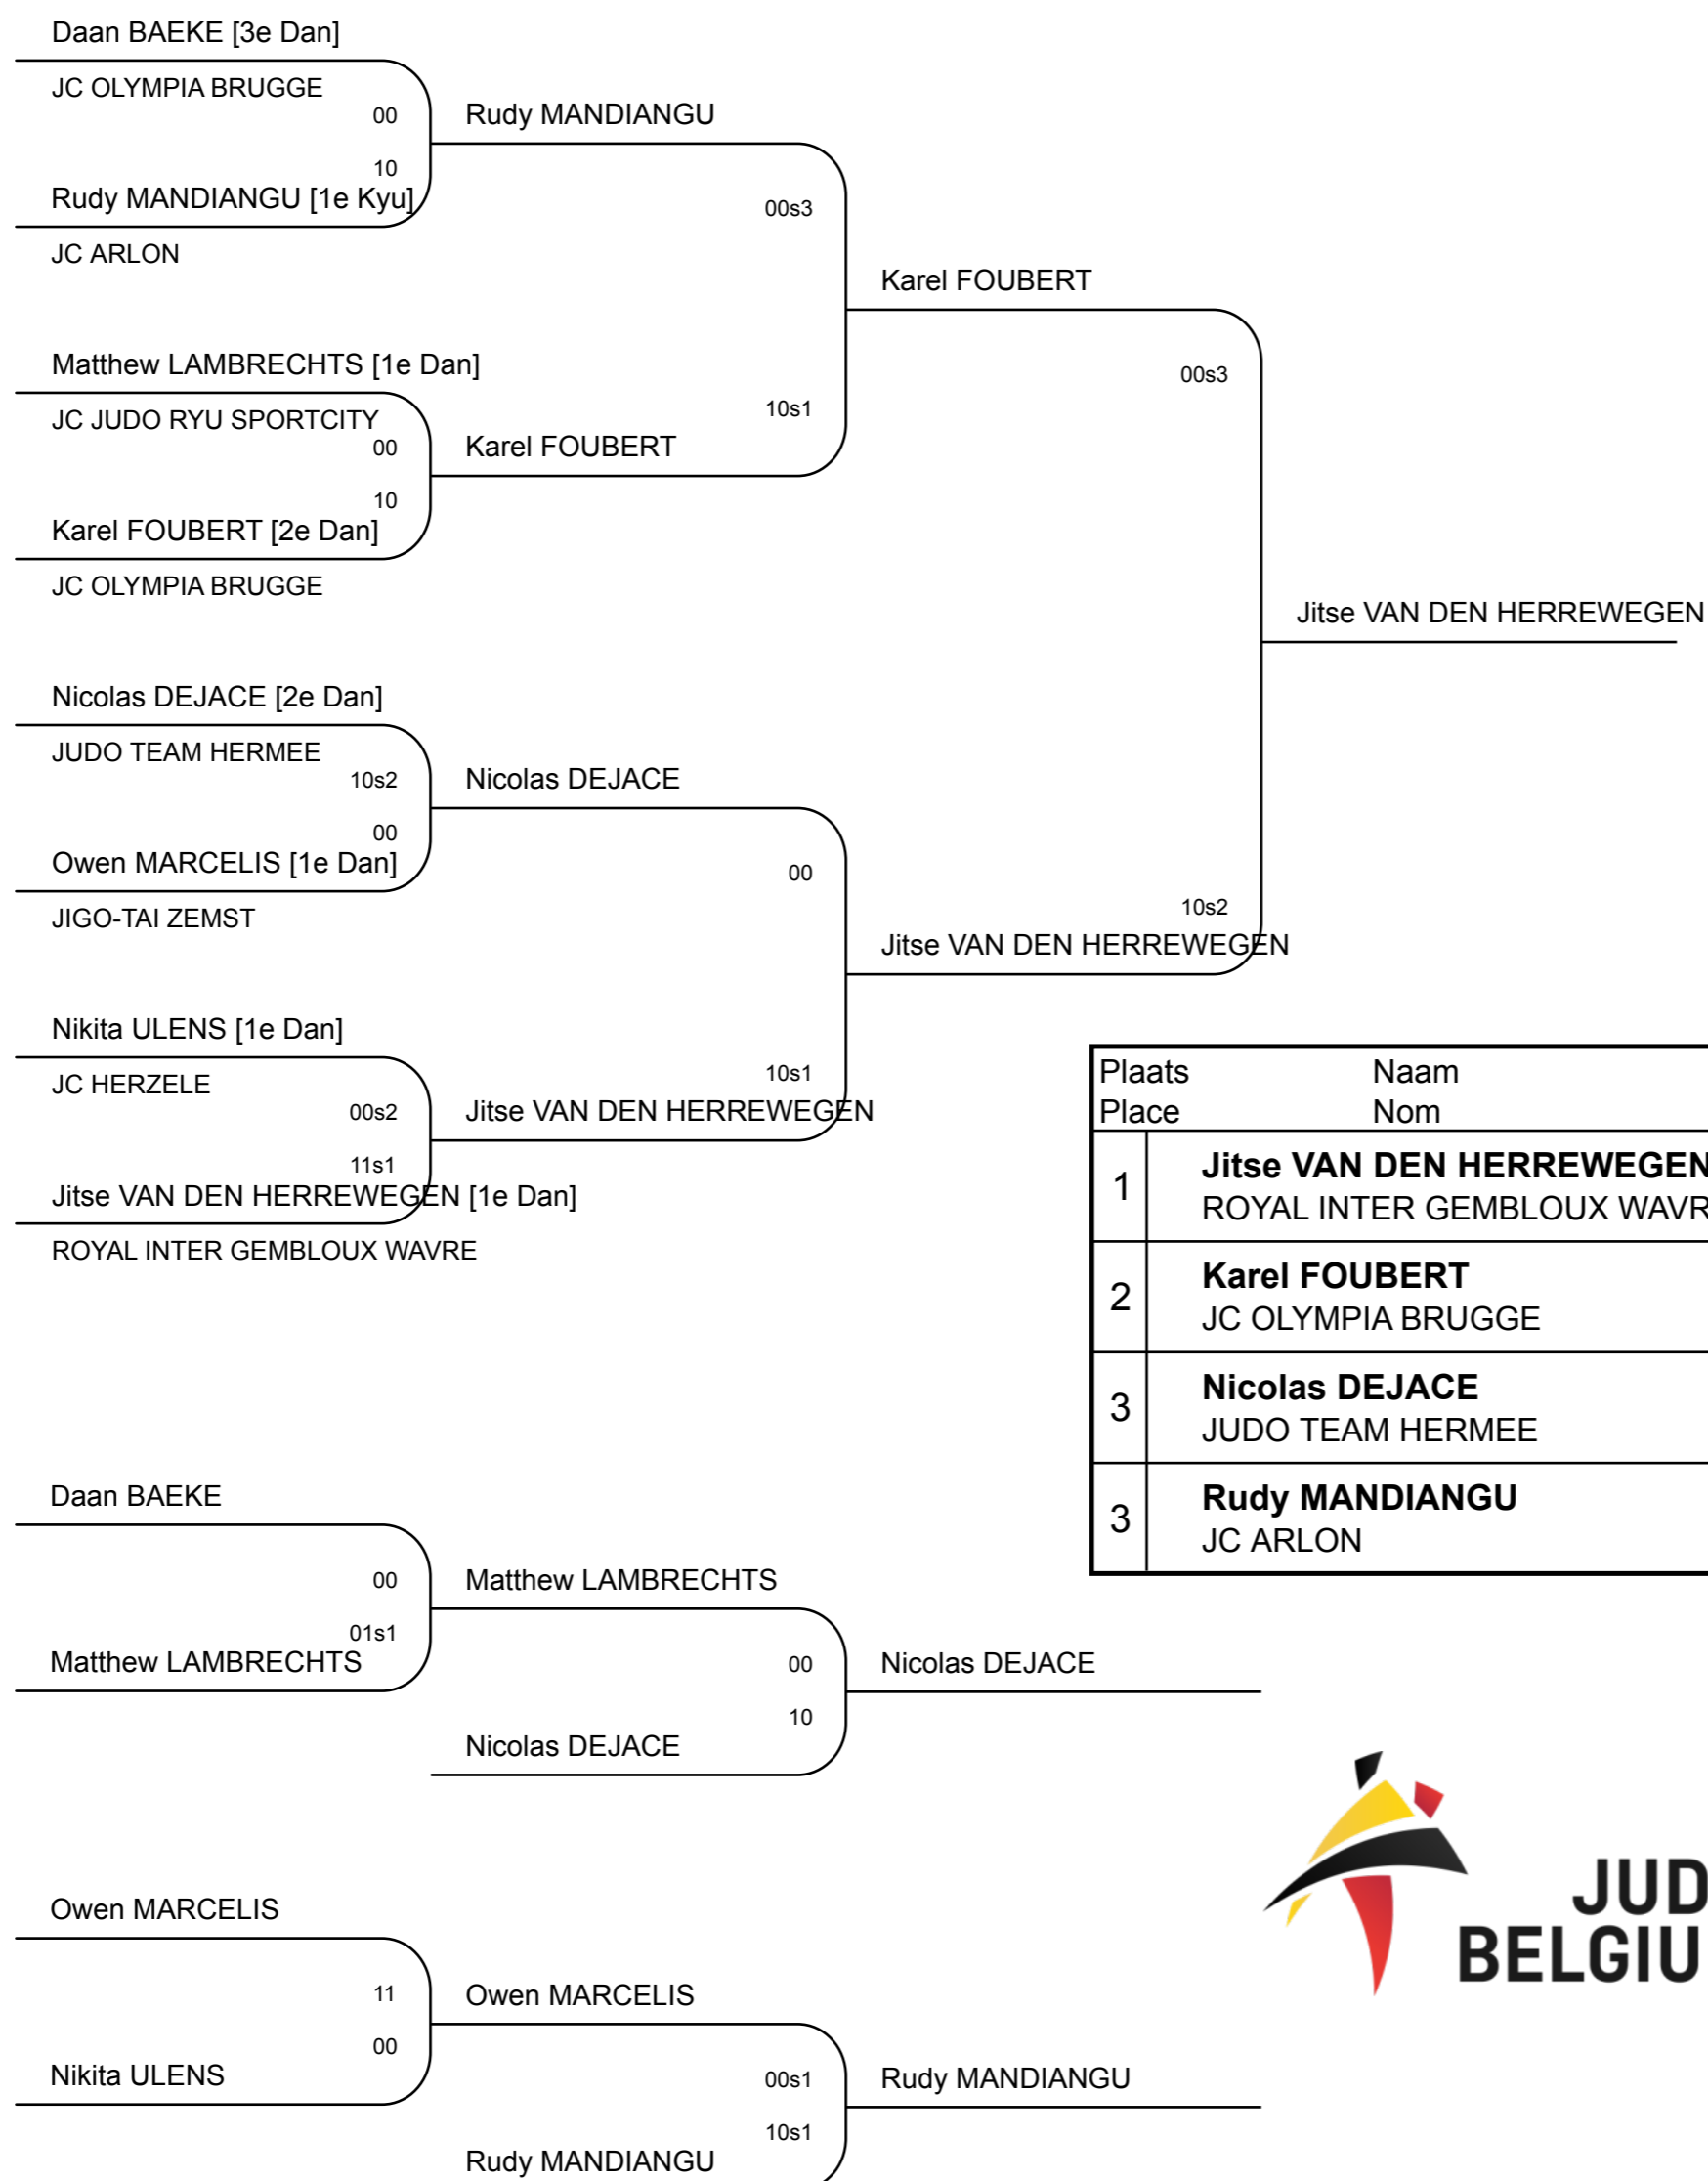 Daan BAEKE [3e Dan]
JC OLYMPIA BRUGGE
00
Rudy MANDIANGU
10
Rudy MANDIANGU [1e Kyu]
JC ARLON
00s3
Karel FOUBERT
Matthew LAMBRECHTS [1e Dan]
00s3
JC JUDO RYU SPORTCITY
10s1
00
Karel FOUBERT
10
Karel FOUBERT [2e Dan]
JC OLYMPIA BRUGGE
Jitse VAN DEN HERREWEGEN
Nicolas DEJACE [2e Dan]
JUDO TEAM HERMEE
10s2
Nicolas DEJACE
00
Owen MARCELIS [1e Dan]
00
JIGO-TAI ZEMST
10s2
Jitse VAN DEN HERREWEGEN
Nikita ULENS [1e Dan]
JC HERZELE
10s1
00s2
Jitse VAN DEN HERREWEGEN
11s1
Jitse VAN DEN HERREWEGEN [1e Dan]
ROYAL INTER GEMBLOUX WAVRE
Plaats Naam
Place Nom
1 Jitse VAN DEN HERREWEGEN
ROYAL INTER GEMBLOUX WAVR
2 Karel FOUBERT
JC OLYMPIA BRUGGE
3 Nicolas DEJACE
JUDO TEAM HERMEE
3 Rudy MANDIANGU
JC ARLON
Daan BAEKE
00
Matthew LAMBRECHTS
01s1
Matthew LAMBRECHTS
00
Nicolas DEJACE
10
Nicolas DEJACE
JUD
BELGIU
Owen MARCELIS
11
Owen MARCELIS
00
Nikita ULENS
00s1
Rudy MANDIANGU
10s1
Rudy MANDIANGU